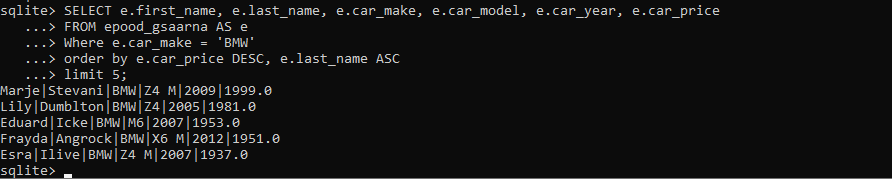 sqlite> SELECT e.first_name, e.last_name, e.car_make, e.car_model, e.car_year, e.car_price
...> FROM epood_gsaarna AS e
...> Where e.car_make = 'BMW'
...> order by e.car_price DESC, e.last_name ASC
...> limit 5;
Marje|Stevani|BMW|Z4 M|2009|1999.0
Lily|Dumblton|BMW|Z4|2005|1981.0
Eduard|Icke|BMW|M6|2007|1953.0
Frayda|Angrock|BMW|X6 M|2012|1951.0
Esra|Ilive|BMW|Z4 M|2007|1937.0
sqlite>